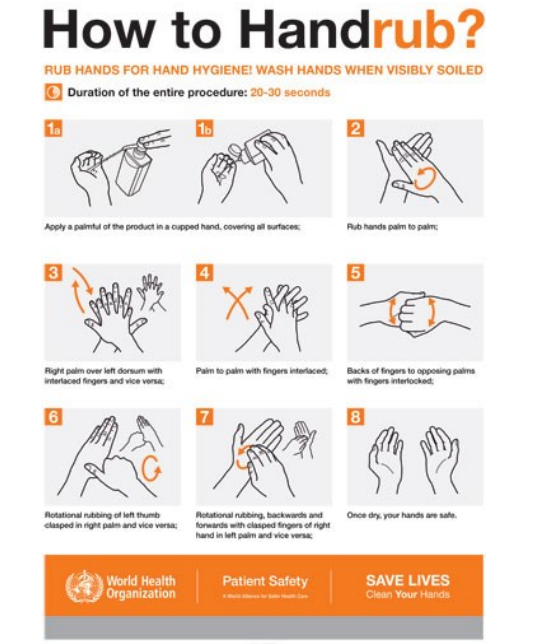 How to Handrub?
RUB HANDS FOR HAND HYGIENE! WASH HANDS WHEN VISIBLY SOILED
Duration of the entire procedure: 20-30 seconds
1a
1b
2
Apply a palmful of the product in a cupped hand, covering all surfaces;
Rub hands palm to palm;
3
4
5
Right palm over left dorsum with
interlaced fingers and vice versa;
Palm to palm with fingers interlaced;
Backs of fingers to opposing palms
with fingers interlocked;
6
7
8
Rotational rubbing of left thumb
clasped in right palm and vice versa;
Rotational rubbing, backwards and
forwards with clasped fingers of right
hand in left palm and vice versa;
Once dry, your hands are safe.
World Health
Organization
Patient Safety
A World Alliance for Safer Health Care
SAVE LIVES
Clean Your Hands